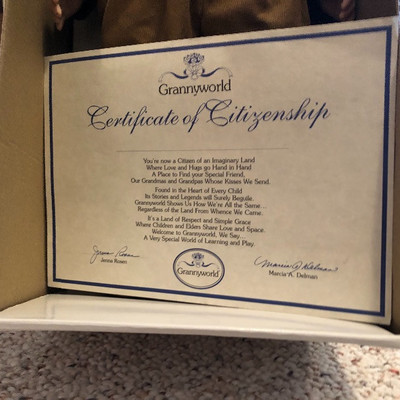 Grannyworld
Certificate of Citizenship
You're now a Citizen of an Imaginary Land
Where Love and Hugs go Hand in Hand
A Place to Find your Special Friend,
Our Grandmas and Grandpas Whose Kisses We Send.
Found in the Heart of Every Child
Its Stories and Legends will Surely Beguile.
Grannyworld Shows Us How We're All the Same...
Regardless of the Land From Whence We Came.
It's a Land of Respect and Simple Grace
Where Children and Elders Share Love and Space.
Welcome to Grannyworld, We Say...
A Very Special World of Learning and Play.
Grannyworld
Marcia A. Delman
Rosen
Marcia A. Delman